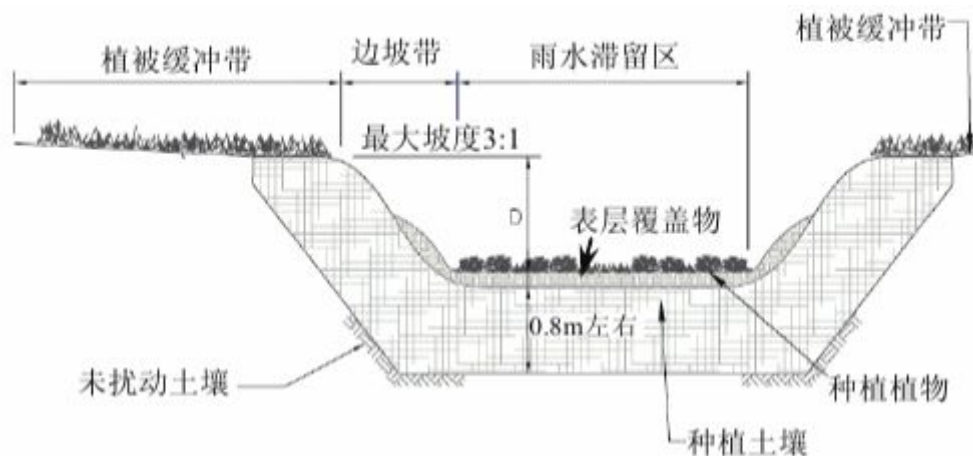 植被缓冲带
边坡带
雨水滞留区
植被缓冲带
最大坡度3:1
D
表层覆盖物
0.8m左右
未扰动土壤
种植植物
种植土壤